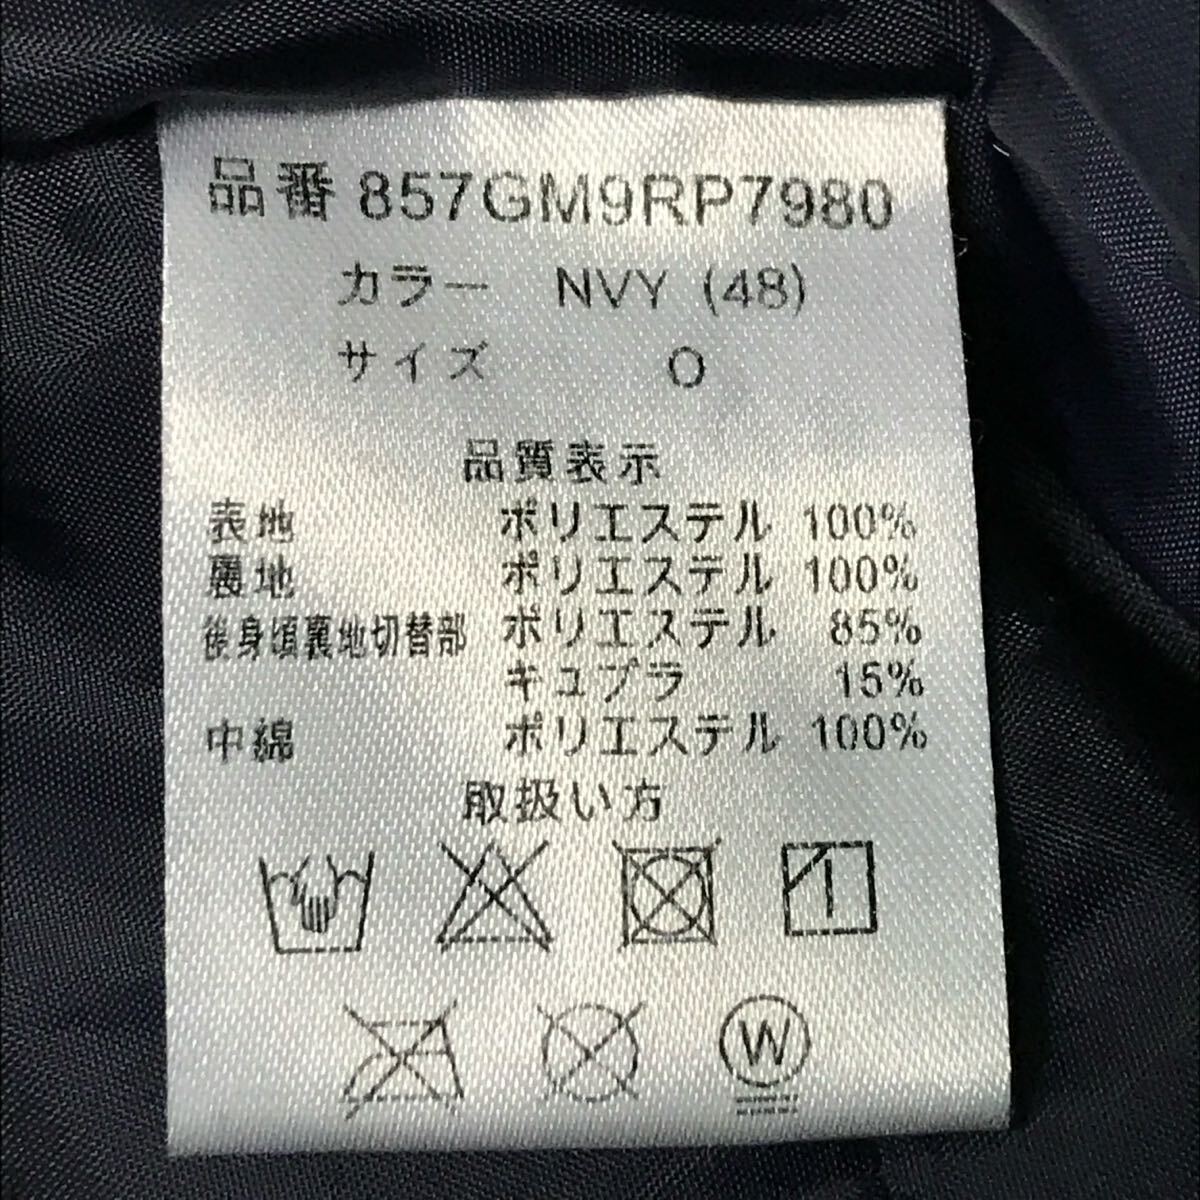 品番 857GM9RP7980
カラー NVY (48)
サイズ O
品質表示
表地 ポリエステル 100%
裏地 ポリエステル 100%
後身頃裏地切替部 ポリエステル 85%
キュプラ 15%
中綿 ポリエステル 100%
取扱い方
W